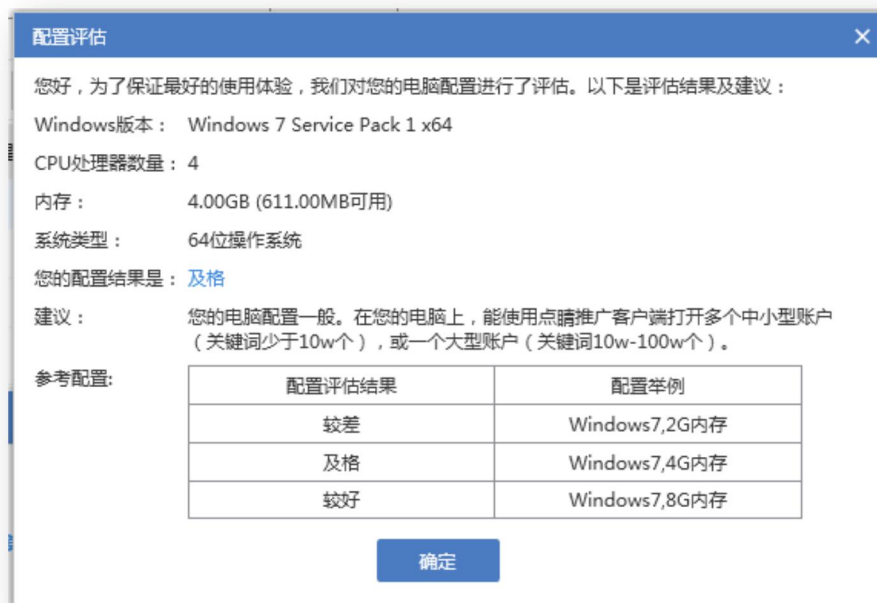 配置评估
您好，为了保证最好的使用体验，我们对您的电脑配置进行了评估。以下是评估结果及建议：
Windows版本： Windows 7 Service Pack 1 x64
CPU处理器数量： 4
内存： 4.00GB (611.00MB可用)
系统类型： 64位操作系统
您的配置结果是： 及格
建议： 您的电脑配置一般。在您的电脑上，能使用点睛推广客户端打开多个中小型账户
（关键词少于10w个），或一个大型账户（关键词10w-100w个）。
参考配置:
配置评估结果 配置举例
较差 Windows7,2G内存
及格 Windows7,4G内存
较好 Windows7,8G内存
确定